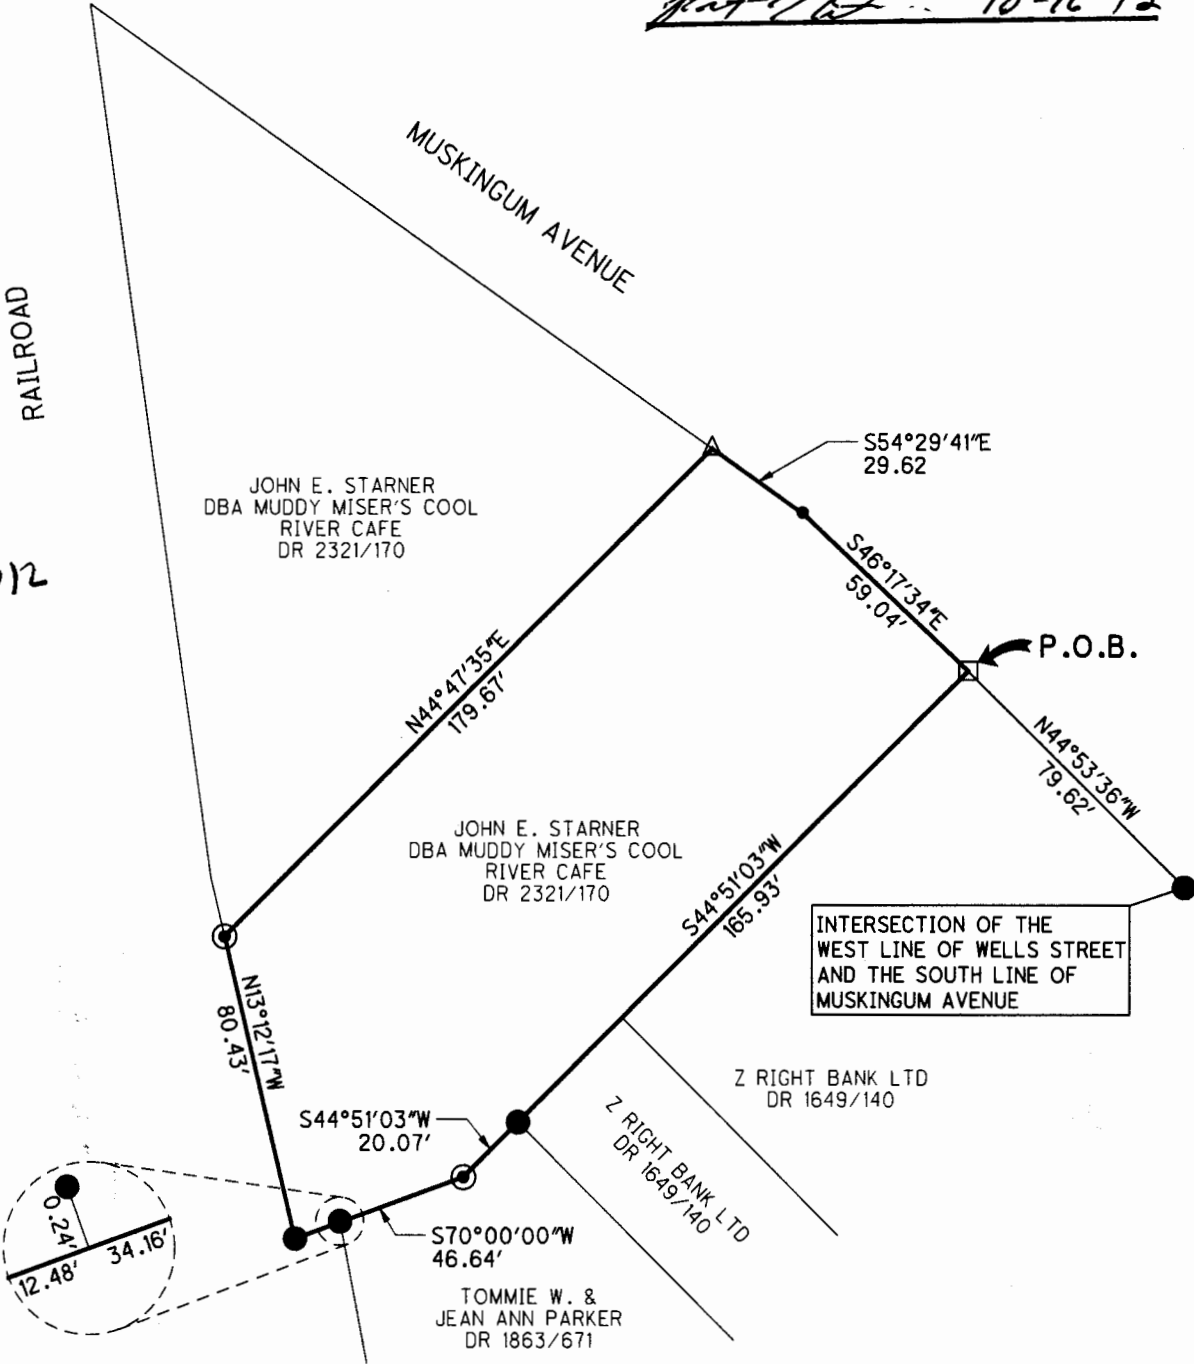 10-16-12
MUSKINGUM AVENUE
RAILROAD
S54°29'41"E
29.62
JOHN E. STARNER
DBA MUDDY MISER'S COOL
RIVER CAFE
DR 2321/170
S46°17'34"E
59.04'
P.O.B.
N44°47'35"E
179.67'
N44°53'36"W
79.62'
JOHN E. STARNER
DBA MUDDY MISER'S COOL
RIVER CAFE
DR 2321/170
S44°51'03"W
165.93'
INTERSECTION OF THE
WEST LINE OF WELLS STREET
AND THE SOUTH LINE OF
MUSKINGUM AVENUE
N13°12'17"W
80.43'
Z RIGHT BANK LTD
DR 1649/140
Z RIGHT BANK LTD
DR 1649/140
S44°51'03"W
20.07'
0.24'
34.16'
12.48'
S70°00'00"W
46.64'
TOMMIE W. &
JEAN ANN PARKER
DR 1863/671